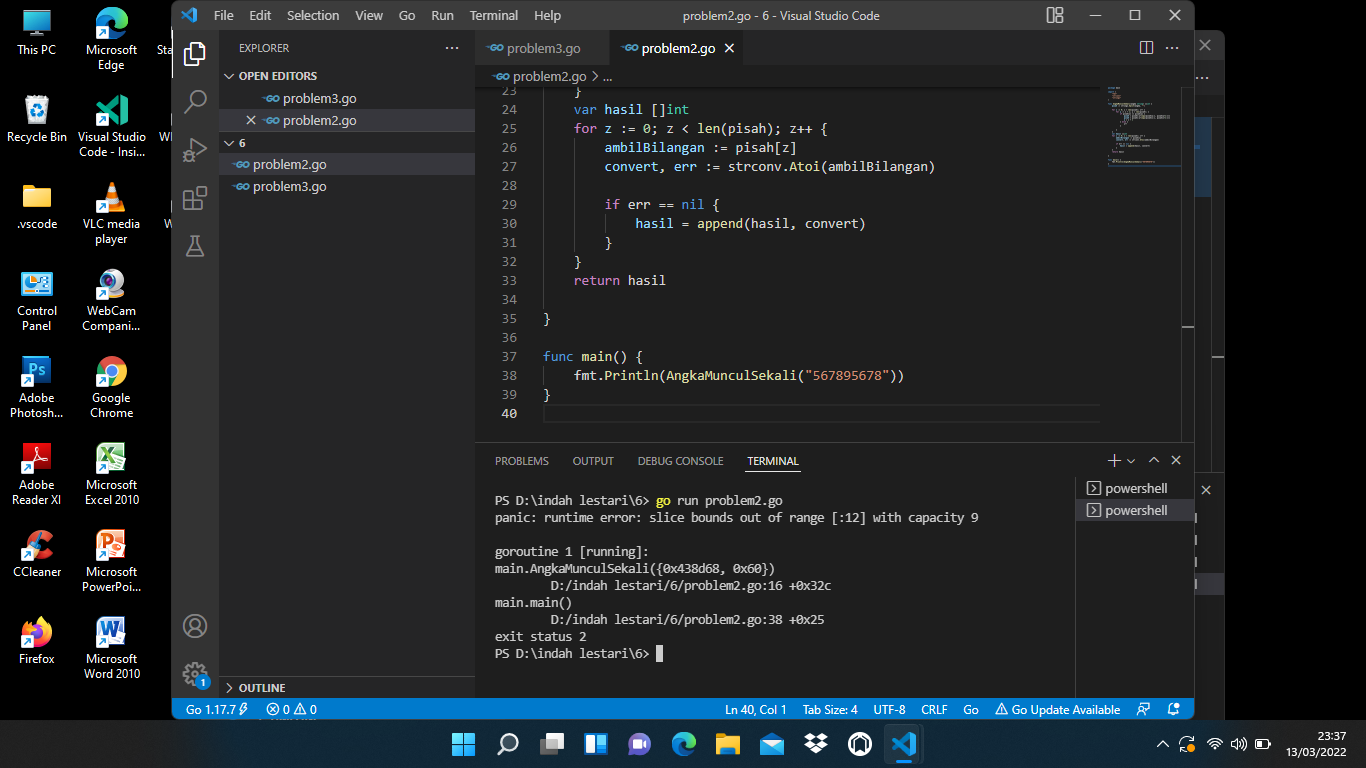 This PC
Microsoft Edge
Sta
Recycle Bin
Visual Studio Code - Insi...
.vscode
VLC media player
Control Panel
WebCam Compani...
Adobe Photosh...
Google Chrome
Adobe Reader XI
Microsoft Excel 2010
CCleaner
Microsoft PowerPoi...
Firefox
Microsoft Word 2010
File Edit Selection View Go Run Terminal Help
problem2.go - 6 - Visual Studio Code
EXPLORER
OPEN EDITORS
problem3.go
problem2.go
6
problem2.go
problem3.go
OUTLINE
problem3.go
problem2.go
problem2.go > ...
23 }
24 var hasil []int
25 for z := 0; z < len(pisah); z++ {
26 ambilBilangan := pisah[z]
27 convert, err := strconv.Atoi(ambilBilangan)
28
29 if err == nil {
30 hasil = append(hasil, convert)
31 }
32 }
33 return hasil
34
35 }
36
37 func main() {
38 fmt.Println(AngkaMunculSekali("567895678"))
39 }
40
PROBLEMS OUTPUT DEBUG CONSOLE TERMINAL
powershell
powershell
PS D:\indah lestari\6> go run problem2.go
panic: runtime error: slice bounds out of range [:12] with capacity 9
goroutine 1 [running]:
main.AngkaMunculSekali({0x438d68, 0x60})
D:/indah lestari/6/problem2.go:16 +0x32c
main.main()
D:/indah lestari/6/problem2.go:38 +0x25
exit status 2
PS D:\indah lestari\6>
1
Go 1.17.7 0 0
Ln 40, Col 1 Tab Size: 4 UTF-8 CRLF Go Go Update Available
23:37
13/03/2022